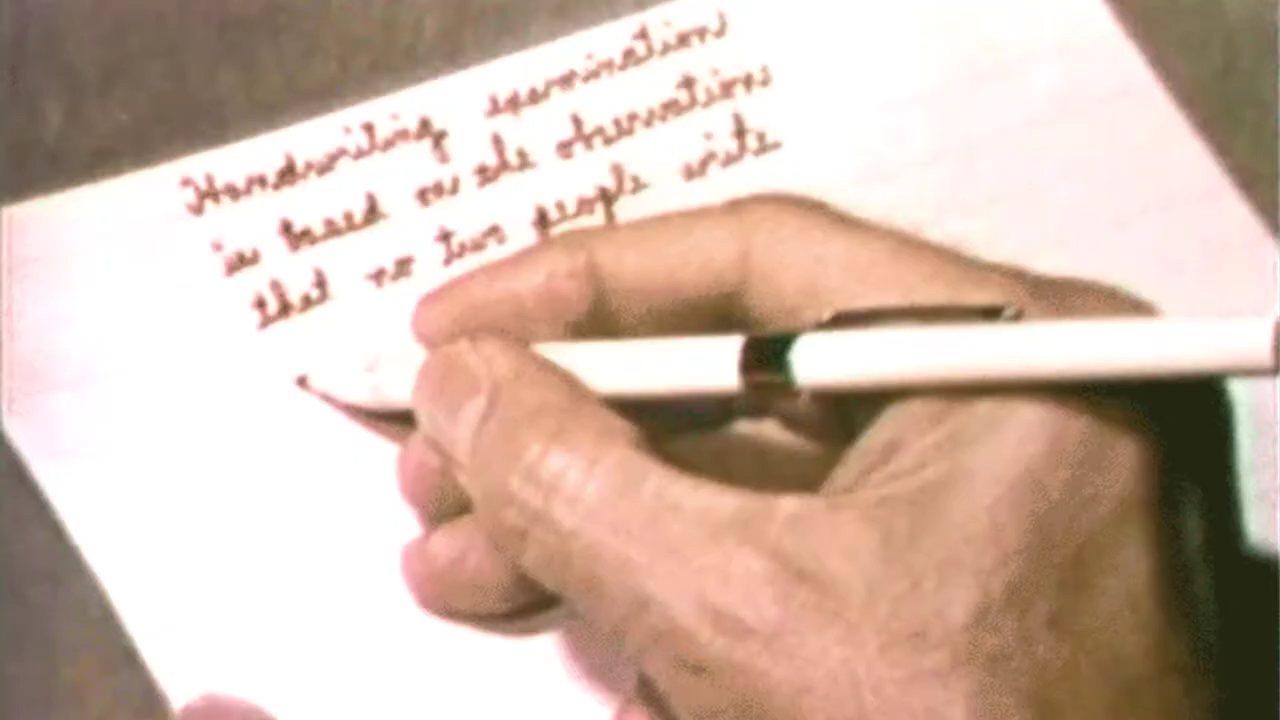 Handwriting examination
is based on the observation
that no two people write